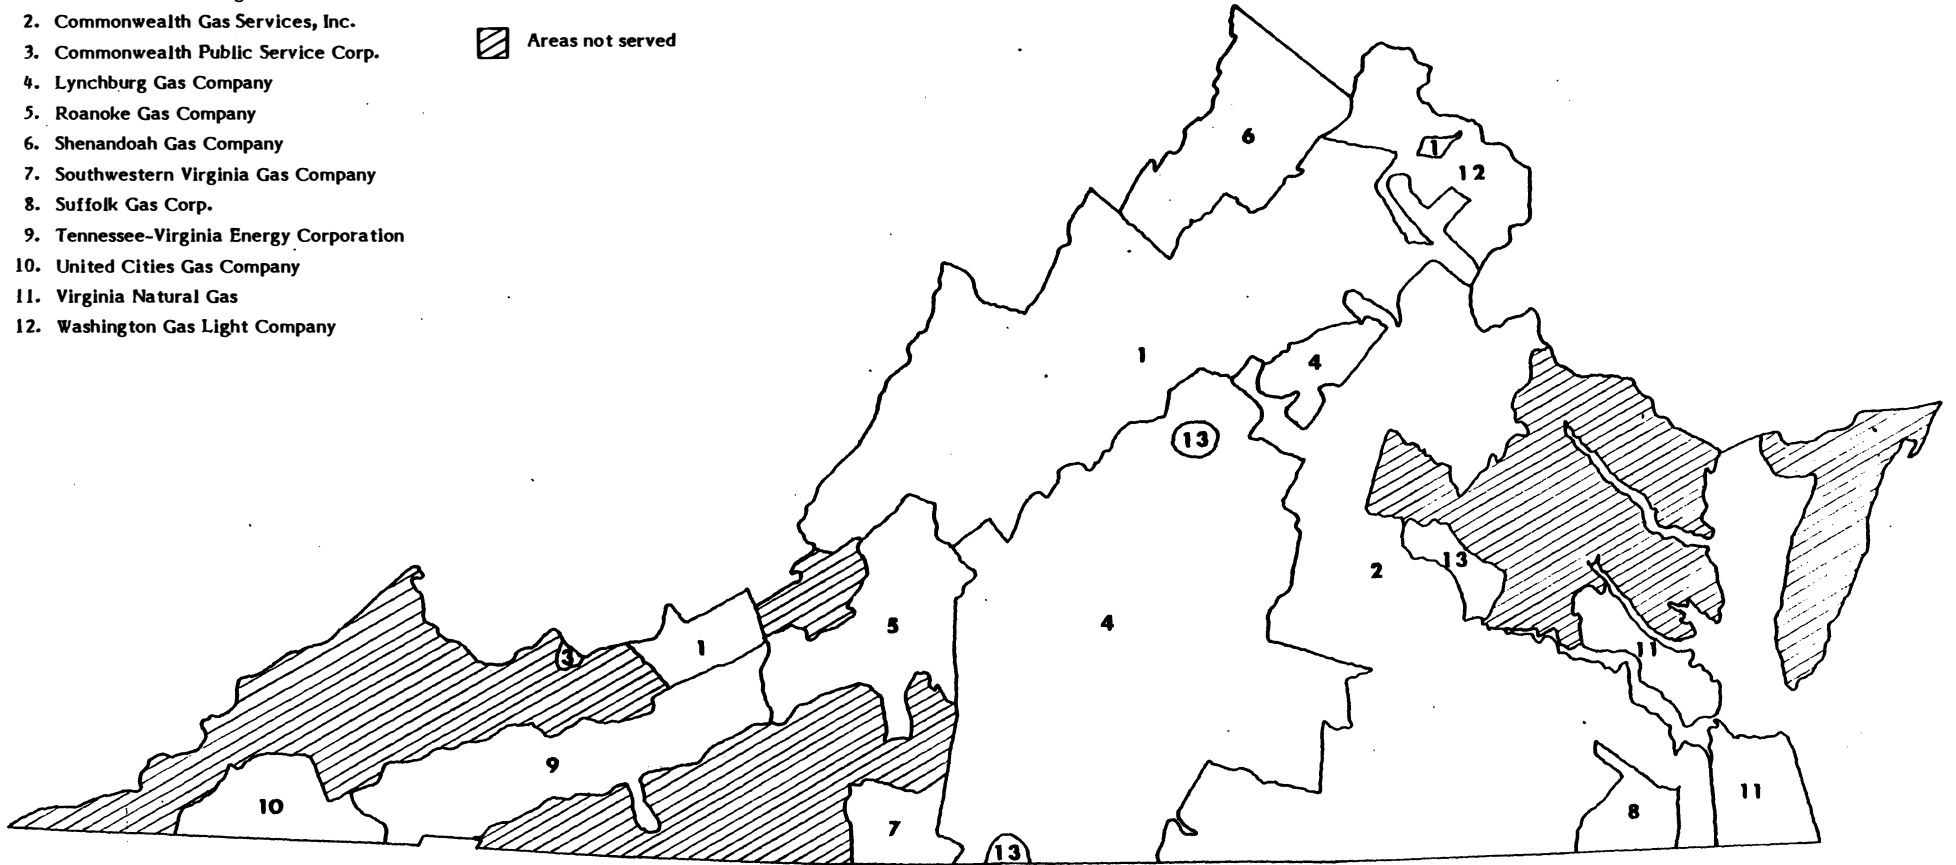 2. Commonwealth Gas Services, Inc.
3. Commonwealth Public Service Corp.
4. Lynchburg Gas Company
5. Roanoke Gas Company
6. Shenandoah Gas Company
7. Southwestern Virginia Gas Company
8. Suffolk Gas Corp.
9. Tennessee-Virginia Energy Corporation
10. United Cities Gas Company
11. Virginia Natural Gas
12. Washington Gas Light Company
Areas not served
6
1
12
1
4
13
2
13
5
4
1
3
11
9
10
7
13
8
11